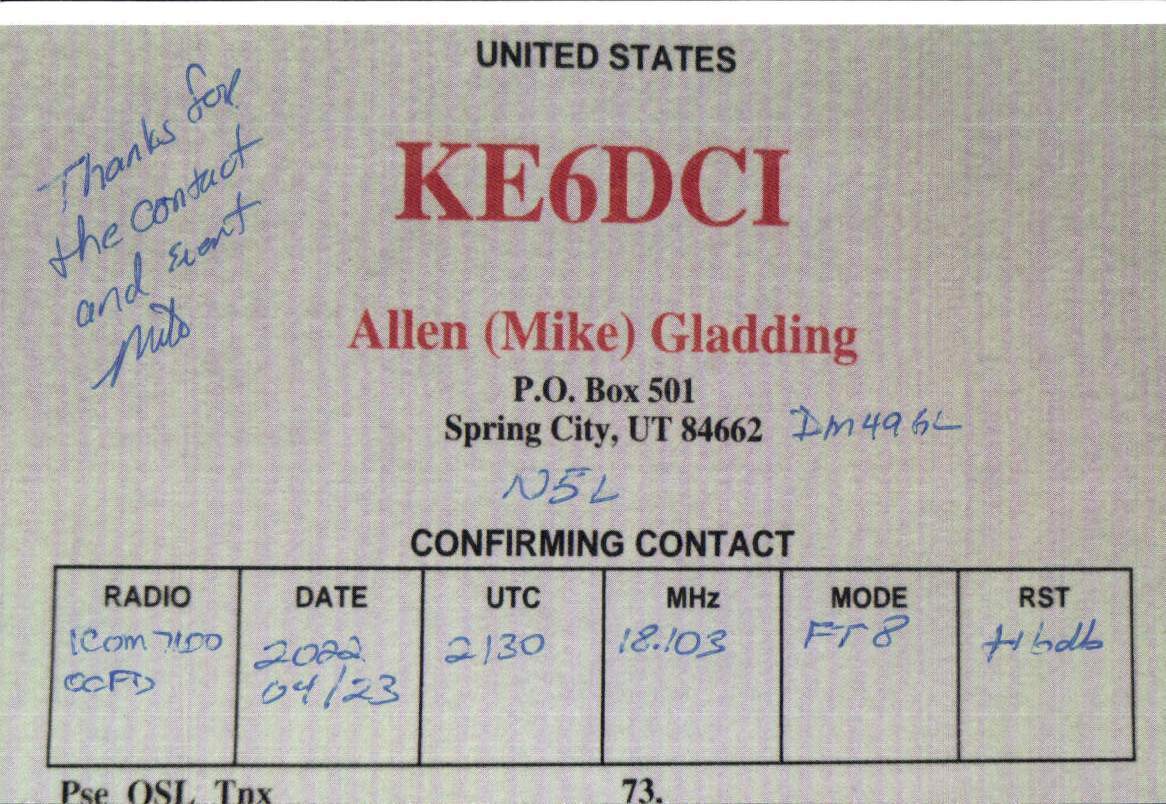 UNITED STATES
Thanks for
the contact
and Event
KE6DCI
Allen (Mike) Gladding
P.O. Box 501
Spring City, UT 84662 DM49GL
N5L
CONFIRMING CONTACT
RADIO DATE UTC MHz MODE RST
ICom 7100 2022 2130 18.103 FT8 +16db
OCFD 04/23
Pse QSL Tnx 73.